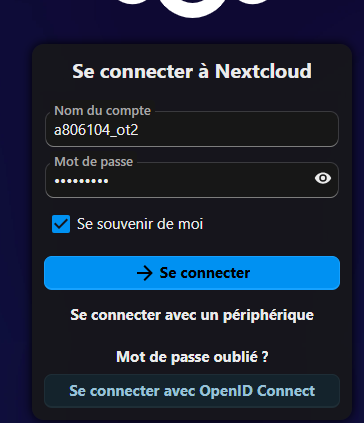 Se connecter à Nextcloud
Nom du compte
a806104_ot2
Mot de passe
•••••••••
Se souvenir de moi
→ Se connecter
Se connecter avec un périphérique
Mot de passe oublié ?
Se connecter avec OpenID Connect